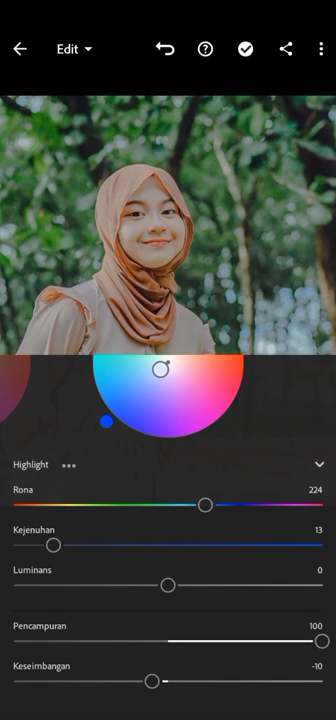 Edit
Highlight
Rona 224
Kejenuhan 13
Luminans 0
Pencampuran 100
Keseimbangan -10